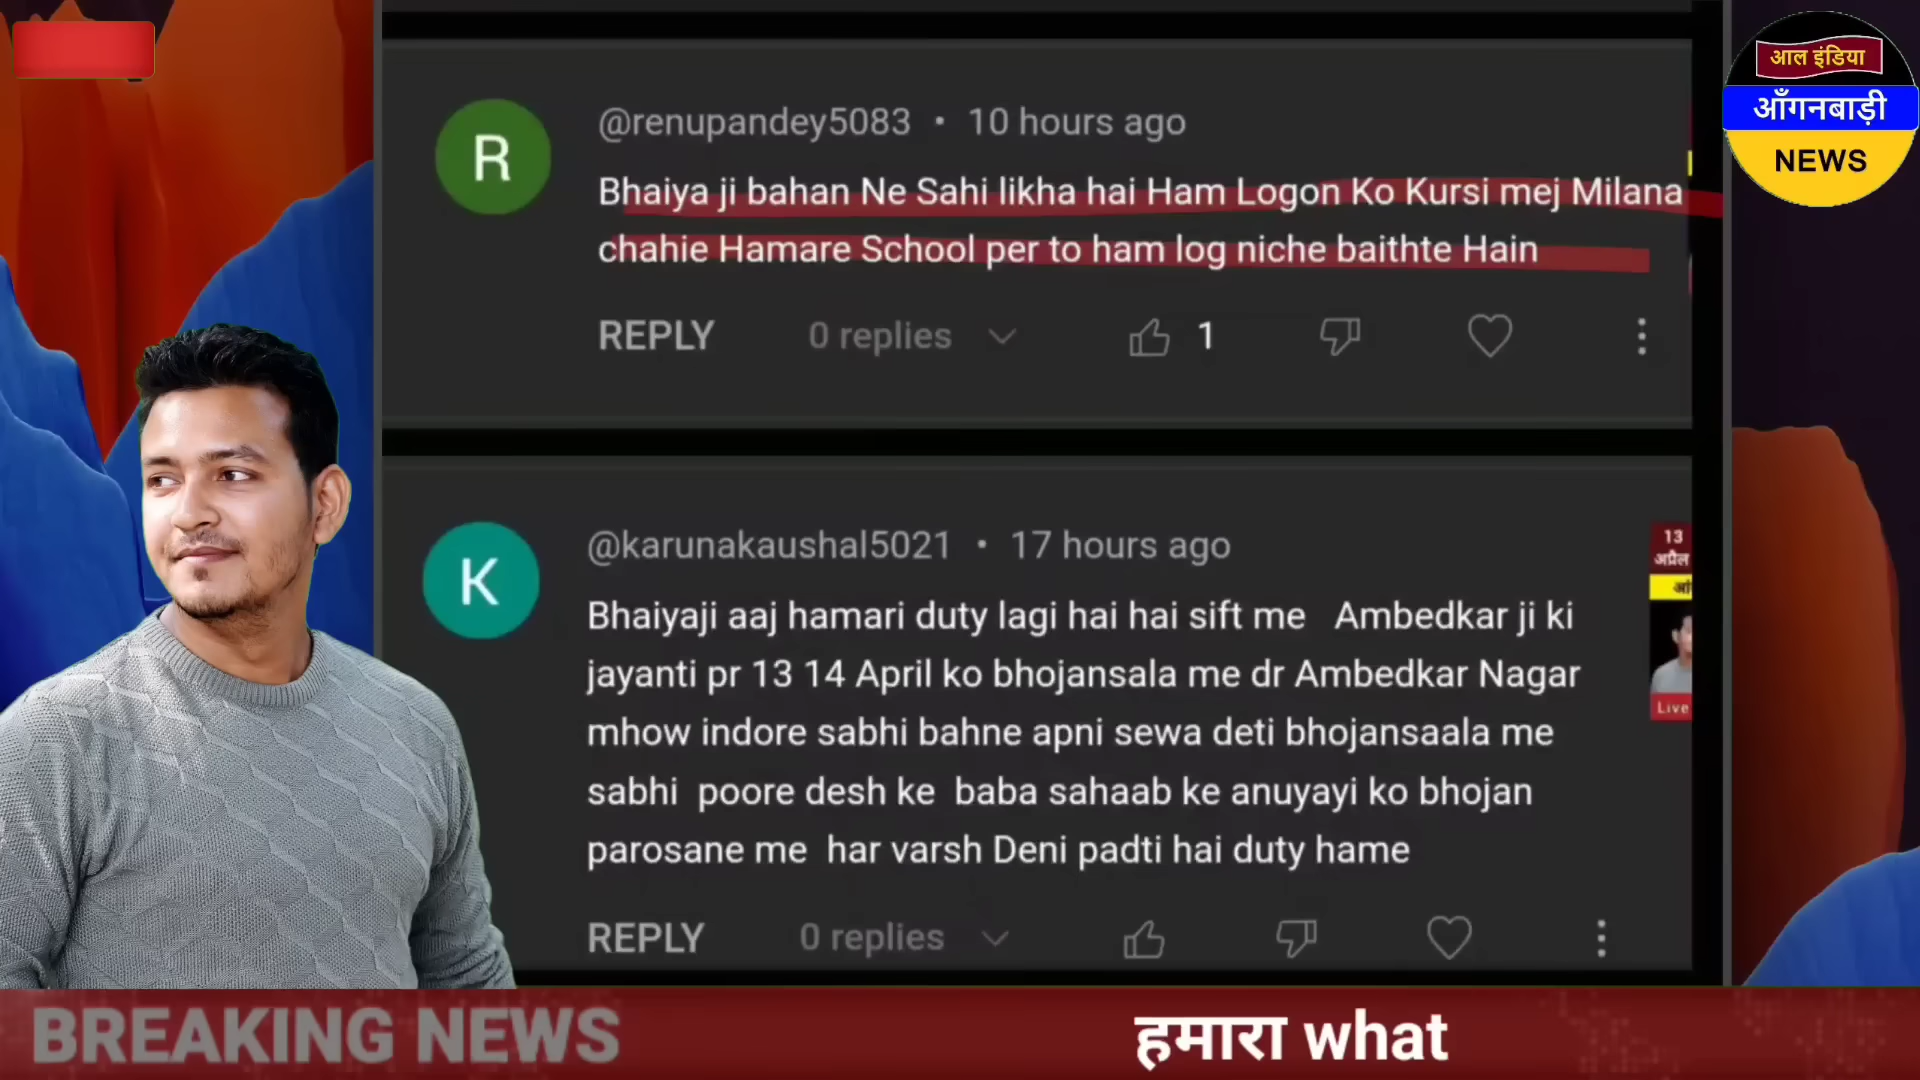 आल इंडिया
आँगनबाड़ी
NEWS
R
@renupandey5083 • 10 hours ago
Bhaiya ji bahan Ne Sahi likha hai Ham Logon Ko Kursi mej Milana
chahie Hamare School per to ham log niche baithte Hain
REPLY 0 replies 1
K
@karunakaushal5021 • 17 hours ago
Bhaiyaji aaj hamari duty lagi hai hai sift me Ambedkar ji ki
jayanti pr 13 14 April ko bhojansala me dr Ambedkar Nagar
mhow indore sabhi bahne apni sewa deti bhojansaala me
sabhi poore desh ke baba sahaab ke anuyayi ko bhojan
parosane me har varsh Deni padti hai duty hame
13
अप्रैल
Live
REPLY 0 replies
BREAKING NEWS
हमारा what